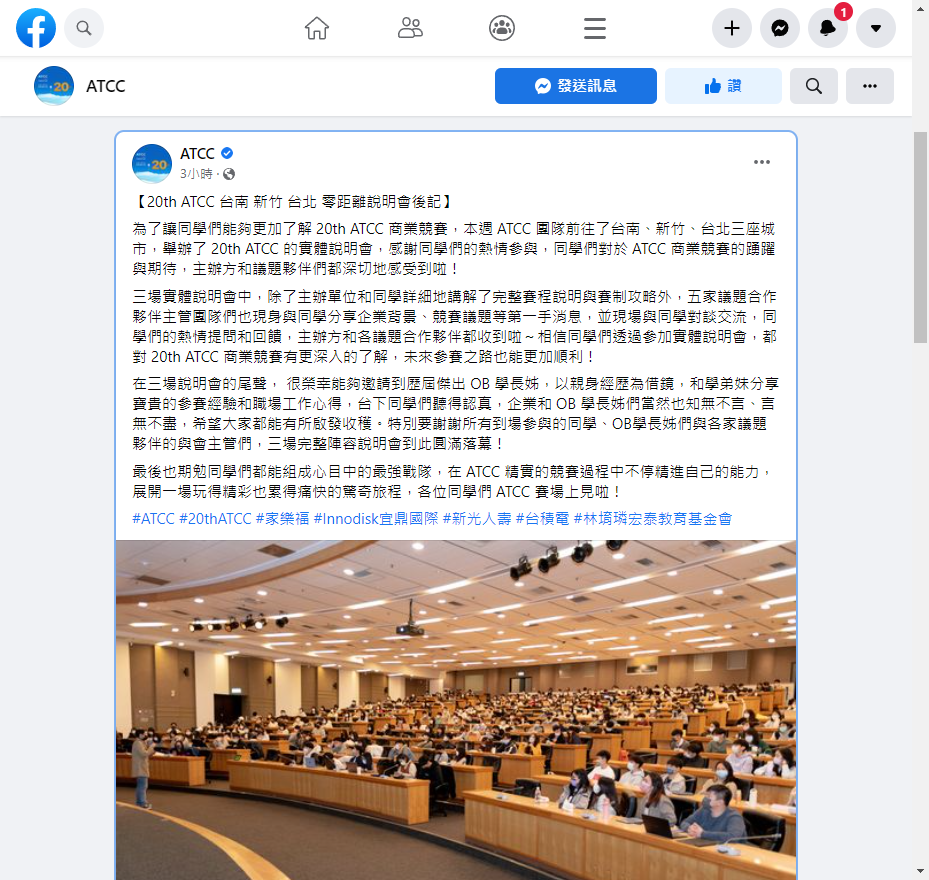 1
20
ATCC
發送訊息
讚
20
ATCC
3小時 ·
【20th ATCC 台南 新竹 台北 零距離說明會後記】
為了讓同學們能夠更加了解 20th ATCC 商業競賽，本週 ATCC 團隊前往了台南、新竹、台北三座城
市，舉辦了 20th ATCC 的實體說明會，感謝同學們的熱情參與，同學們對於 ATCC 商業競賽的踴躍
與期待，主辦方和議題夥伴們都深切地感受到啦！
三場實體說明會中，除了主辦單位和同學詳細地講解了完整賽程說明與賽制攻略外，五家議題合作
夥伴主管團隊們也現身與同學分享企業背景、競賽議題等第一手消息，並現場與同學對談交流，同
學們的熱情提問和回饋，主辦方和各議題合作夥伴都收到啦～相信同學們透過參加實體說明會，都
對 20th ATCC 商業競賽有更深入的了解，未來參賽之路也能更加順利！
在三場說明會的尾聲， 很榮幸能夠邀請到歷屆傑出 OB 學長姊，以親身經歷為借鏡，和學弟妹分享
寶貴的參賽經驗和職場工作心得，台下同學們聽得認真，企業和 OB 學長姊們當然也知無不言、言
無不盡，希望大家都能有所啟發收穫。特別要謝謝所有到場參與的同學、OB學長姊們與各家議題
夥伴的與會主管們，三場完整陣容說明會到此圓滿落幕！
最後也期勉同學們都能組成心目中的最強戰隊，在 ATCC 精實的競賽過程中不停精進自己的能力，
展開一場玩得精彩也累得痛快的驚奇旅程，各位同學們 ATCC 賽場上見啦！
#ATCC #20thATCC #家樂福 #Innodisk宜鼎國際 #新光人壽 #台積電 #林堉璘宏泰教育基金會